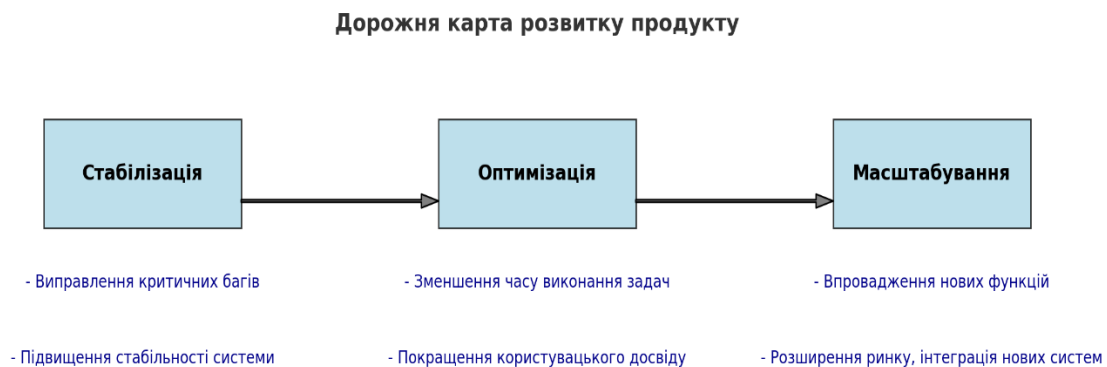 Дорожня карта розвитку продукту
Стабілізація
Оптимізація
Масштабування
- Виправлення критичних багів
- Зменшення часу виконання задач
- Впровадження нових функцій
- Підвищення стабільності системи
- Покращення користувацького досвіду
- Розширення ринку, інтеграція нових систем